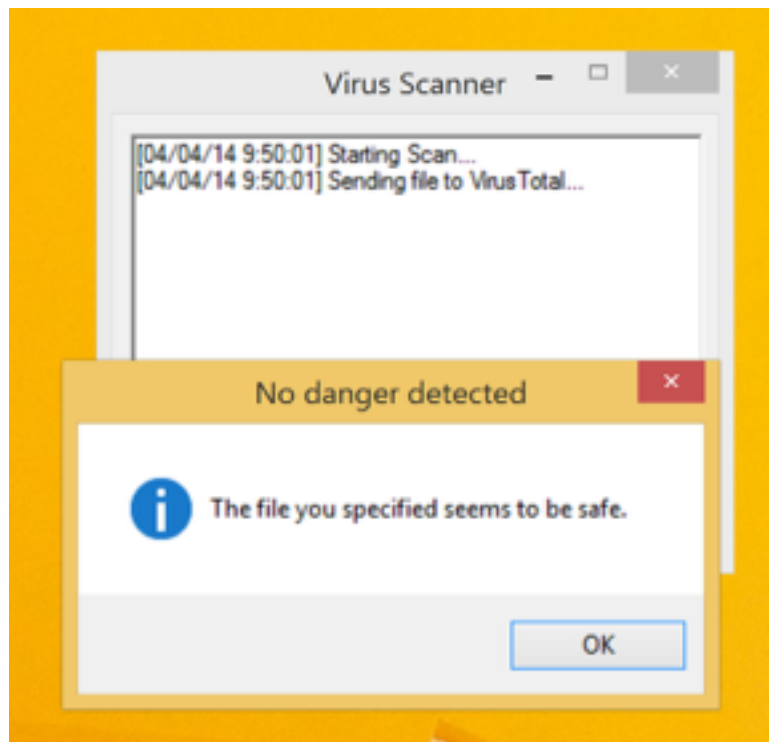 Virus Scanner
[04/04/14 9:50:01] Starting Scan...
[04/04/14 9:50:01] Sending file to VirusTotal...
No danger detected
The file you specified seems to be safe.
OK